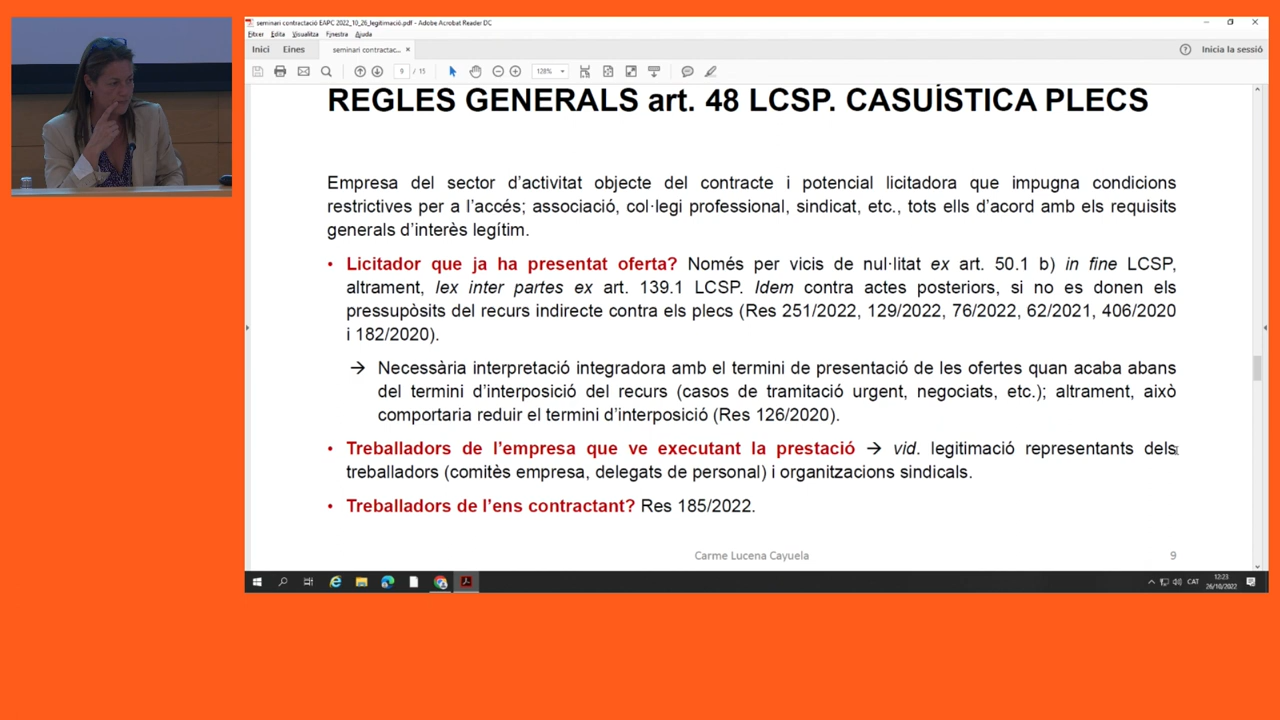 seminari contractació EAPC 2022_10_26_legitimació.pdf - Adobe Acrobat Reader DC
Fitxer Edita Visualitza Finestra Ajuda
Inici Eines seminari contractac... × Inicia la sessió
9 / 15 128%
REGLES GENERALS art. 48 LCSP. CASUÍSTICA PLECS
Empresa del sector d’activitat objecte del contracte i potencial licitadora que impugna condicions
restrictives per a l’accés; associació, col·legi professional, sindicat, etc., tots ells d’acord amb els requisits
generals d’interès legítim.
• Licitador que ja ha presentat oferta? Només per vicis de nul·litat ex art. 50.1 b) in fine LCSP,
altrament, lex inter partes ex art. 139.1 LCSP. Idem contra actes posteriors, si no es donen els
pressupòsits del recurs indirecte contra els plecs (Res 251/2022, 129/2022, 76/2022, 62/2021, 406/2020
i 182/2020).
→ Necessària interpretació integradora amb el termini de presentació de les ofertes quan acaba abans
del termini d’interposició del recurs (casos de tramitació urgent, negociats, etc.); altrament, això
comportaria reduir el termini d’interposició (Res 126/2020).
• Treballadors de l’empresa que ve executant la prestació → vid. legitimació representants dels
treballadors (comitès empresa, delegats de personal) i organitzacions sindicals.
• Treballadors de l’ens contractant? Res 185/2022.
Carme Lucena Cayuela 9
CAT 12:23
26/10/2022